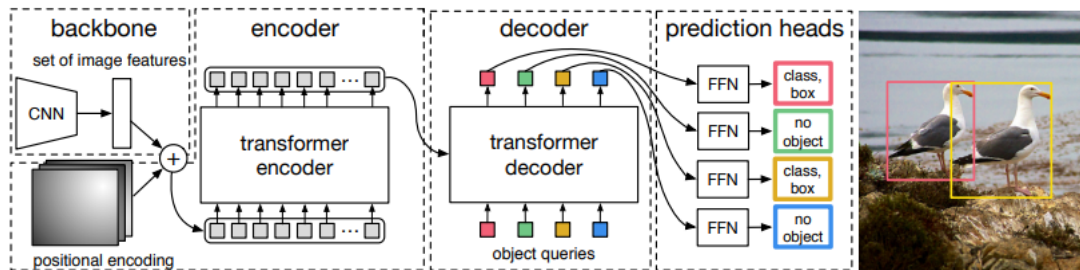 backbone
set of image features
CNN
+
positional encoding
encoder
...
transformer
encoder
...
decoder
transformer
decoder
object queries
prediction heads
FFN
class,
box
FFN
no
object
FFN
class,
box
FFN
no
object